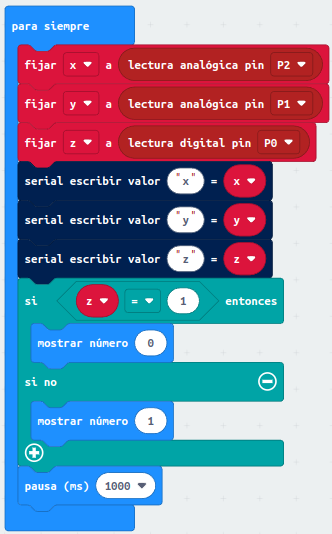 para siempre
fijar x a lectura analógica pin P2
fijar y a lectura analógica pin P1
fijar z a lectura digital pin P0
serial escribir valor "x" = x
serial escribir valor "y" = y
serial escribir valor "z" = z
si z = 1 entonces
mostrar número 0
si no
mostrar número 1
pausa (ms) 1000